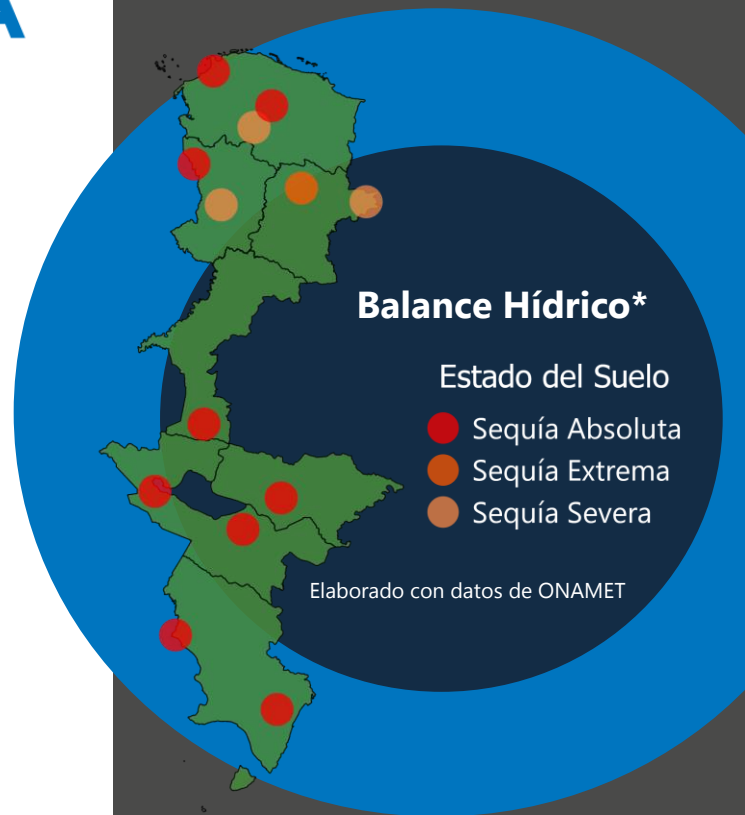 A
Balance Hídrico*
Estado del Suelo
Sequía Absoluta
Sequía Extrema
Sequía Severa
Elaborado con datos de ONAMET